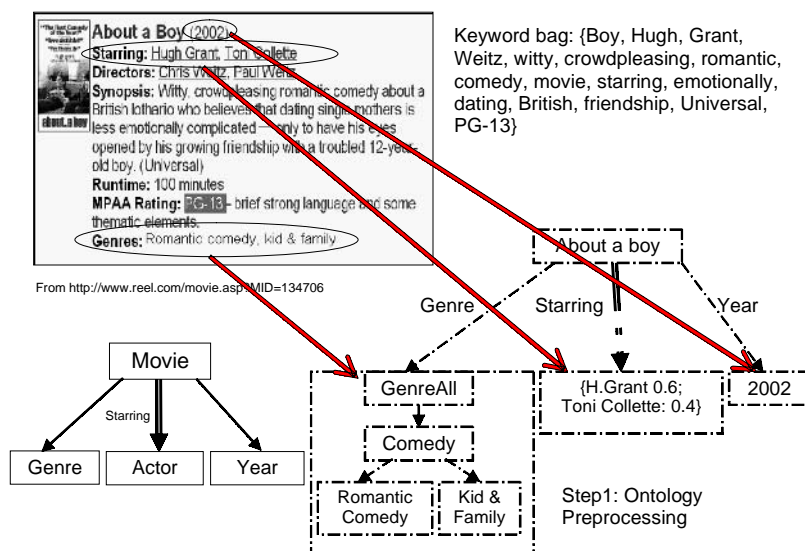 About a Boy (2002)
Starring: Hugh Grant, Toni Collette
Directors: Chris Weitz, Paul Weitz
Synopsis: Witty, crowdpleasing romantic comedy about a
British lothario who believes that dating single mothers is
less emotionally complicated — only to have his eyes
opened by his growing friendship with a troubled 12-year-
old boy. (Universal)
Runtime: 100 minutes
MPAA Rating: PG-13 - brief strong language and some
thematic elements.
Genres: Romantic comedy, kid & family
about a boy
From http://www.reel.com/movie.asp?MID=134706
Keyword bag: {Boy, Hugh, Grant,
Weitz, witty, crowdpleasing, romantic,
comedy, movie, starring, emotionally,
dating, British, friendship, Universal,
PG-13}
About a boy
Genre
Starring
Year
Movie
Starring
Genre
Actor
Year
GenreAll
Comedy
Romantic
Comedy
Kid &
Family
{H.Grant 0.6;
Toni Collette: 0.4}
2002
Step1: Ontology
Preprocessing